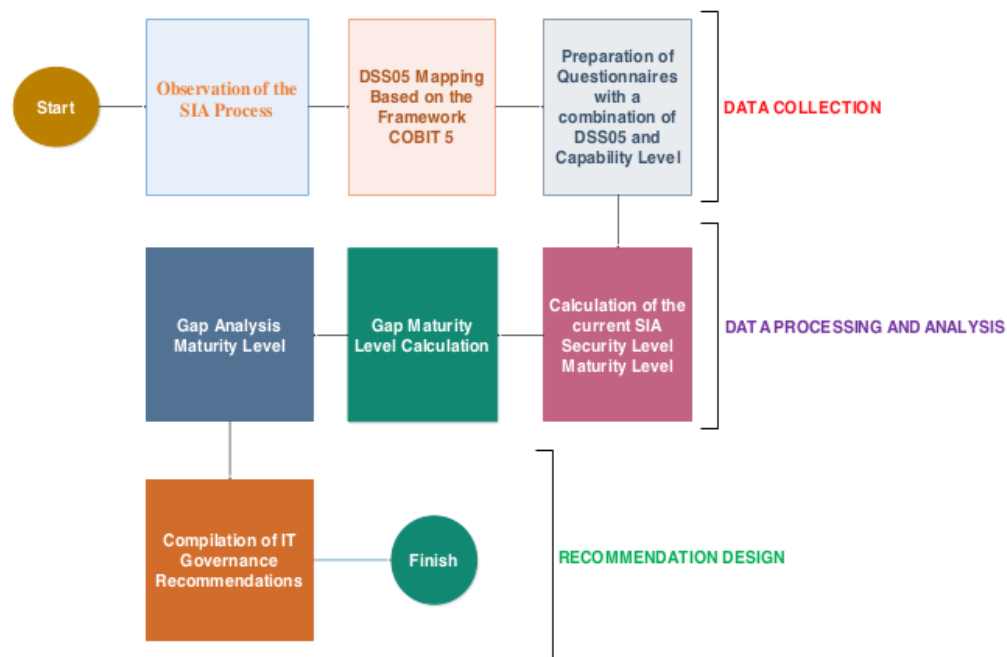 Start
Observation of the
SIA Process
DSS05 Mapping
Based on the
Framework
COBIT 5
Preparation of
Questionnaires
with a
combination of
DSS05 and
Capability Level
DATA COLLECTION
Calculation of the
current SIA
Security Level
Maturity Level
Gap Maturity
Level Calculation
Gap Analysis
Maturity Level
DATA PROCESSING AND ANALYSIS
Compilation of IT
Governance
Recommendations
Finish
RECOMMENDATION DESIGN